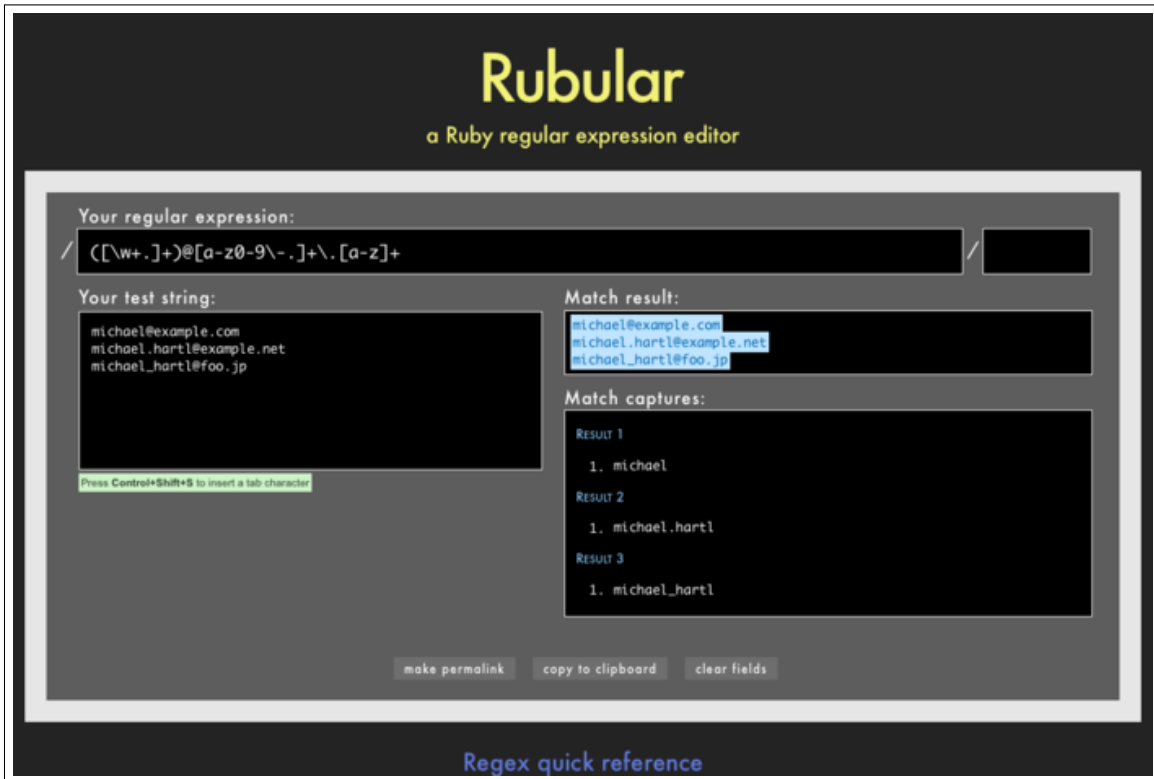 Rubular
a Ruby regular expression editor
Your regular expression:
/ ([\w+.]+)@[a-z0-9\-.]+\.[a-z]+ /
Your test string:
michael@example.com
michael.hartl@example.net
michael_hartl@foo.jp
Press Control+Shift+S to insert a tab character
Match result:
michael@example.com
michael.hartl@example.net
michael_hartl@foo.jp
Match captures:
RESULT 1
1. michael
RESULT 2
1. michael.hartl
RESULT 3
1. michael_hartl
make permalink copy to clipboard clear fields
Regex quick reference